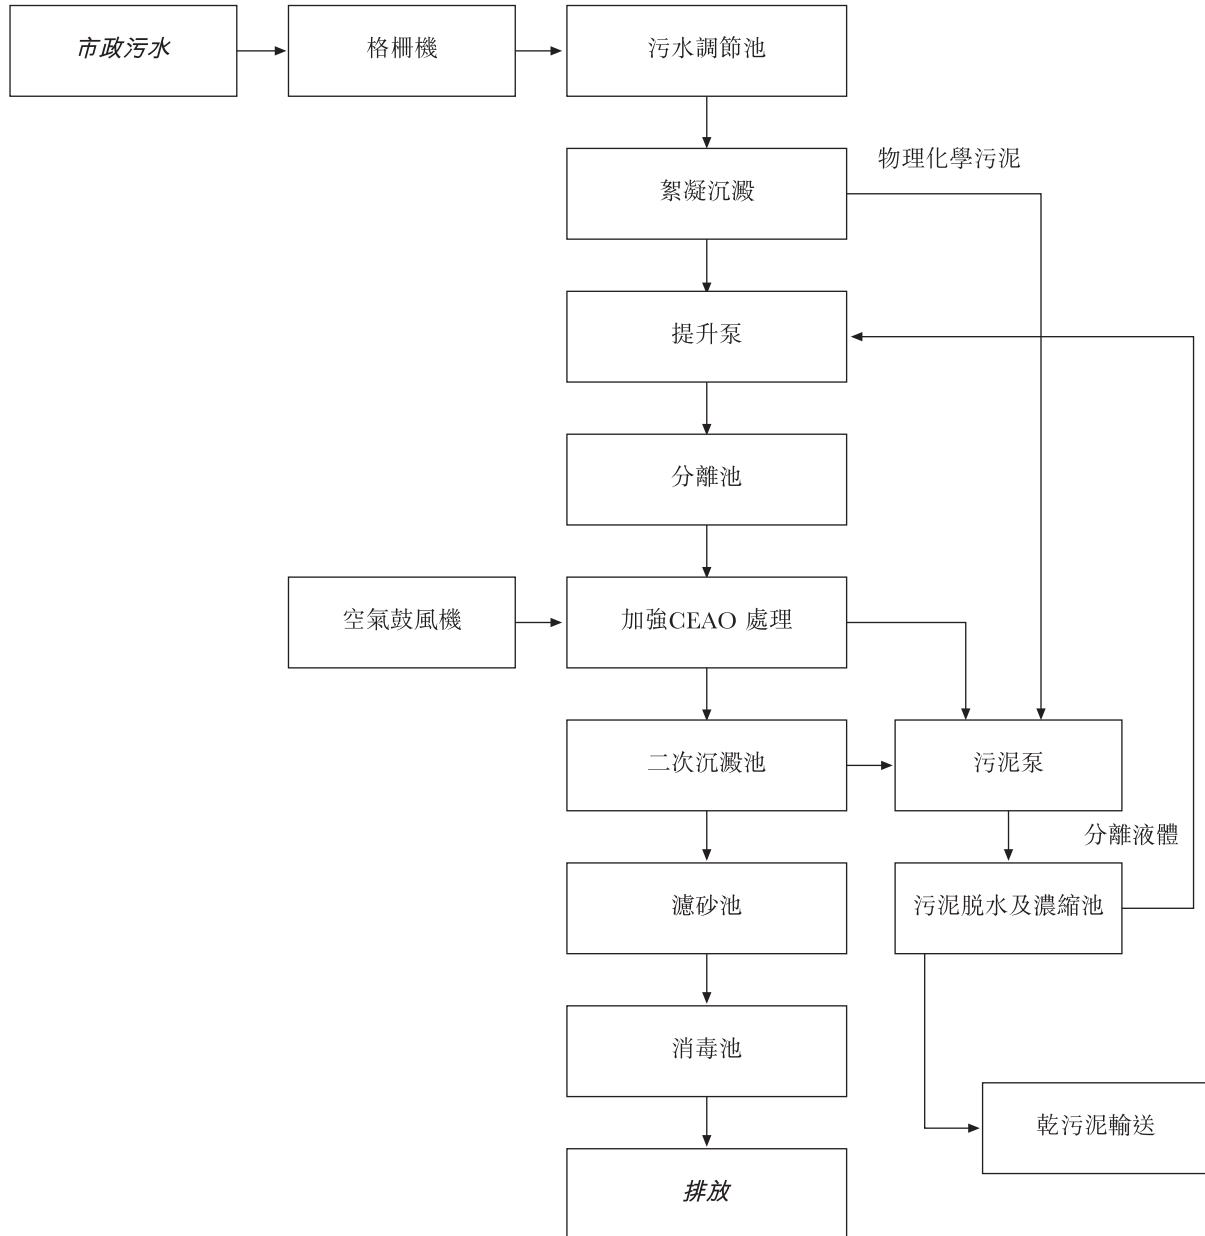 市政污水
格柵機
污水調節池
物理化學污泥
絮凝沉澱
提升泵
分離池
空氣鼓風機
加強CEAO 處理
二次沉澱池
污泥泵
分離液體
濾砂池
污泥脫水及濃縮池
消毒池
乾污泥輸送
排放